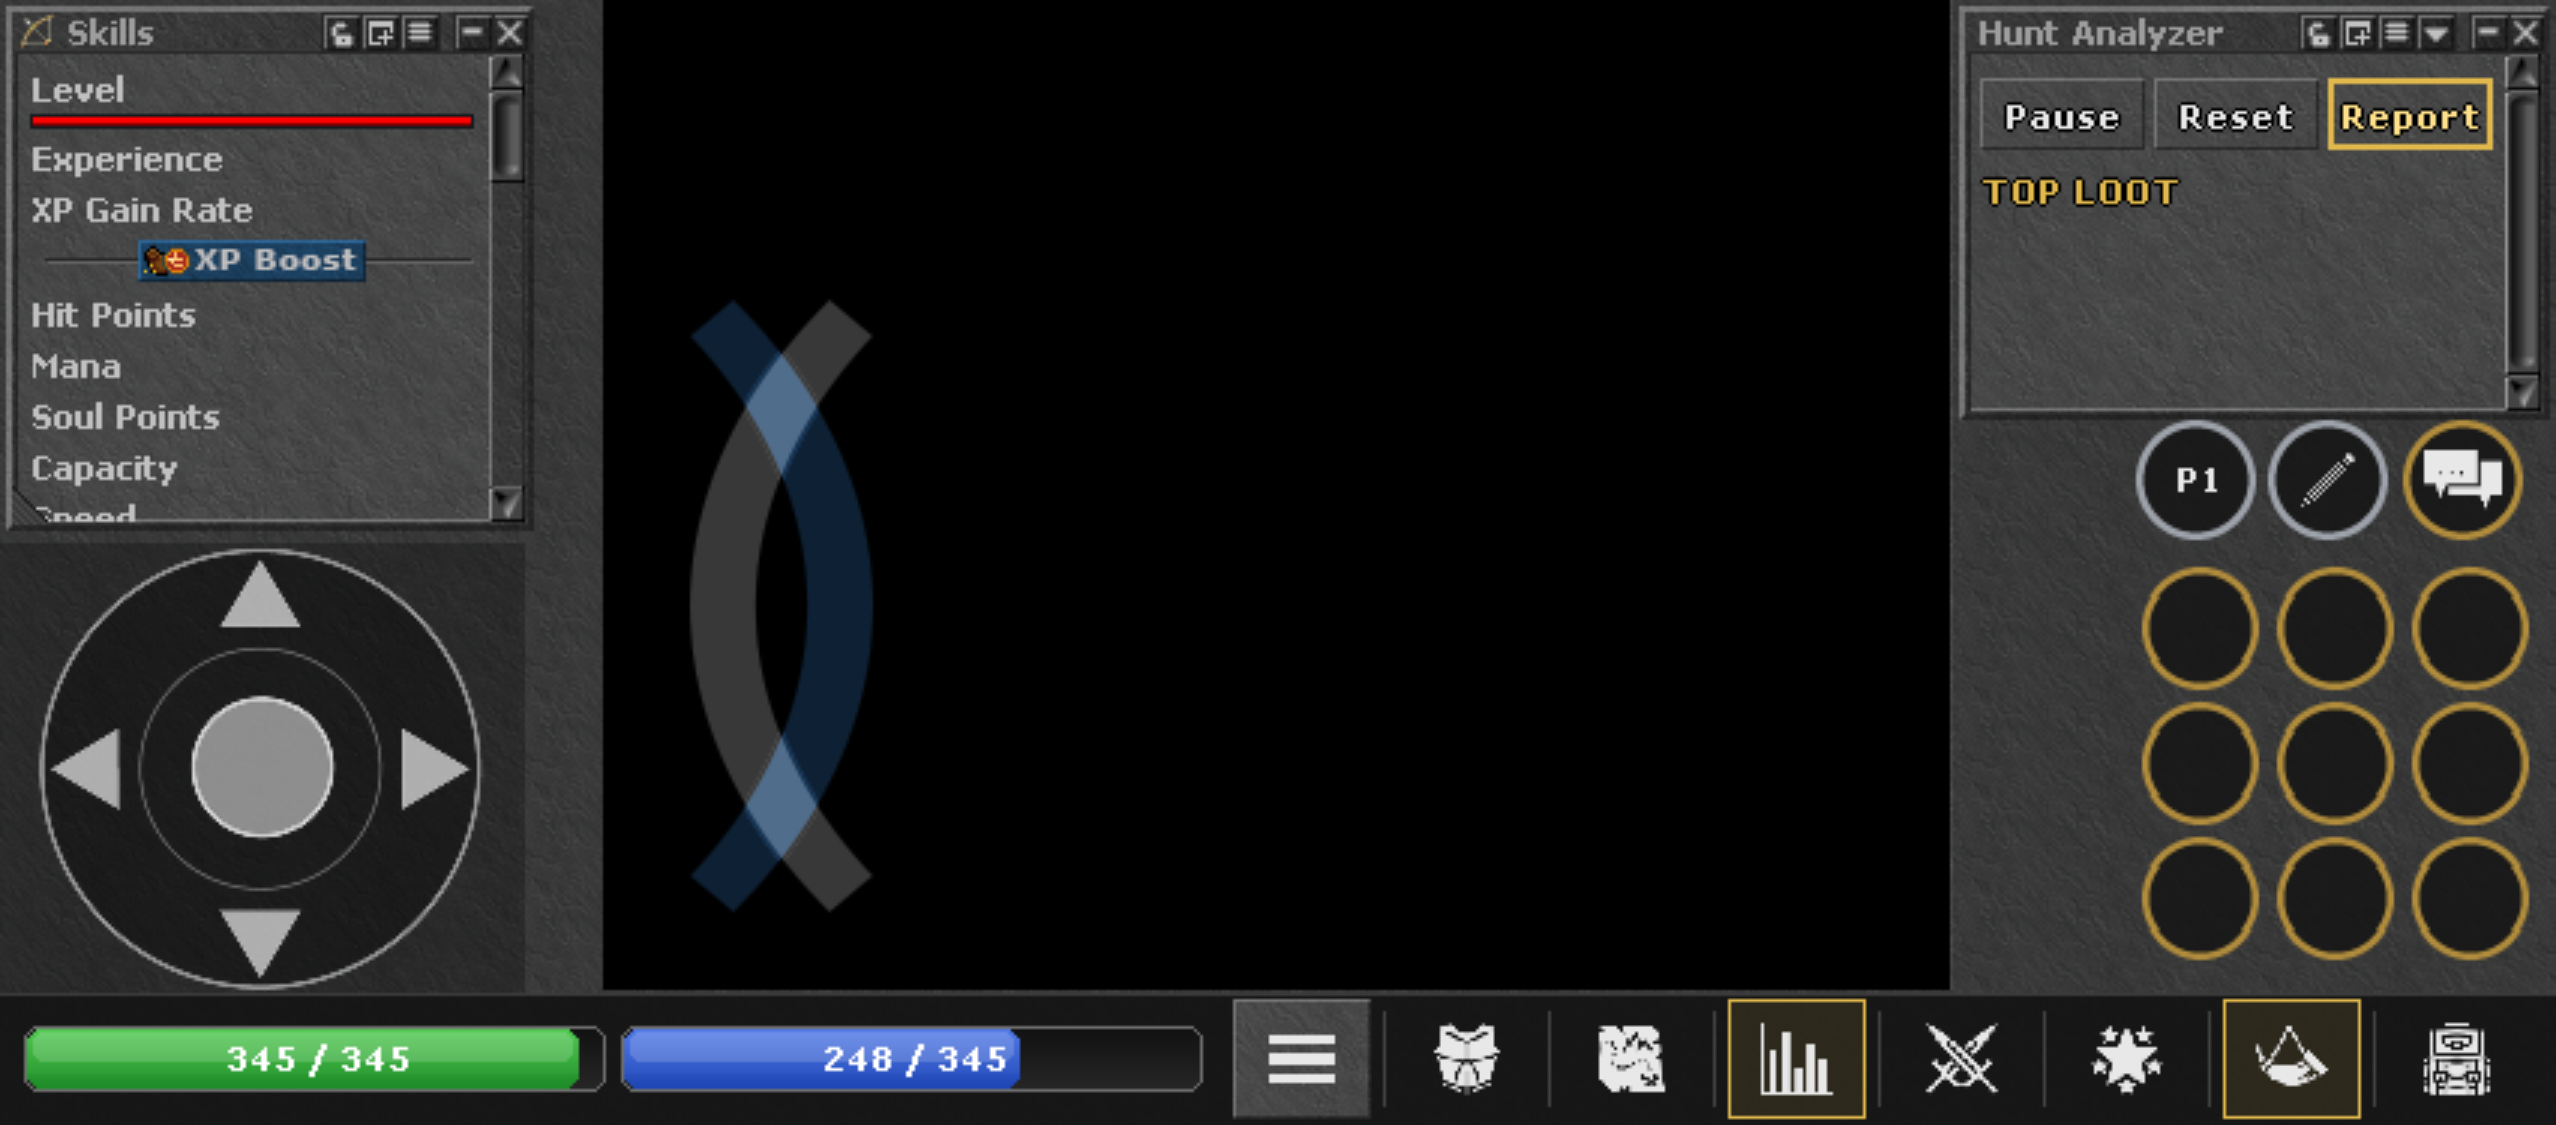 Skills
Level
Experience
XP Gain Rate
XP Boost
Hit Points
Mana
Soul Points
Capacity
Speed
Hunt Analyzer
Pause Reset Report
TOP LOOT
P1
345 / 345
248 / 345